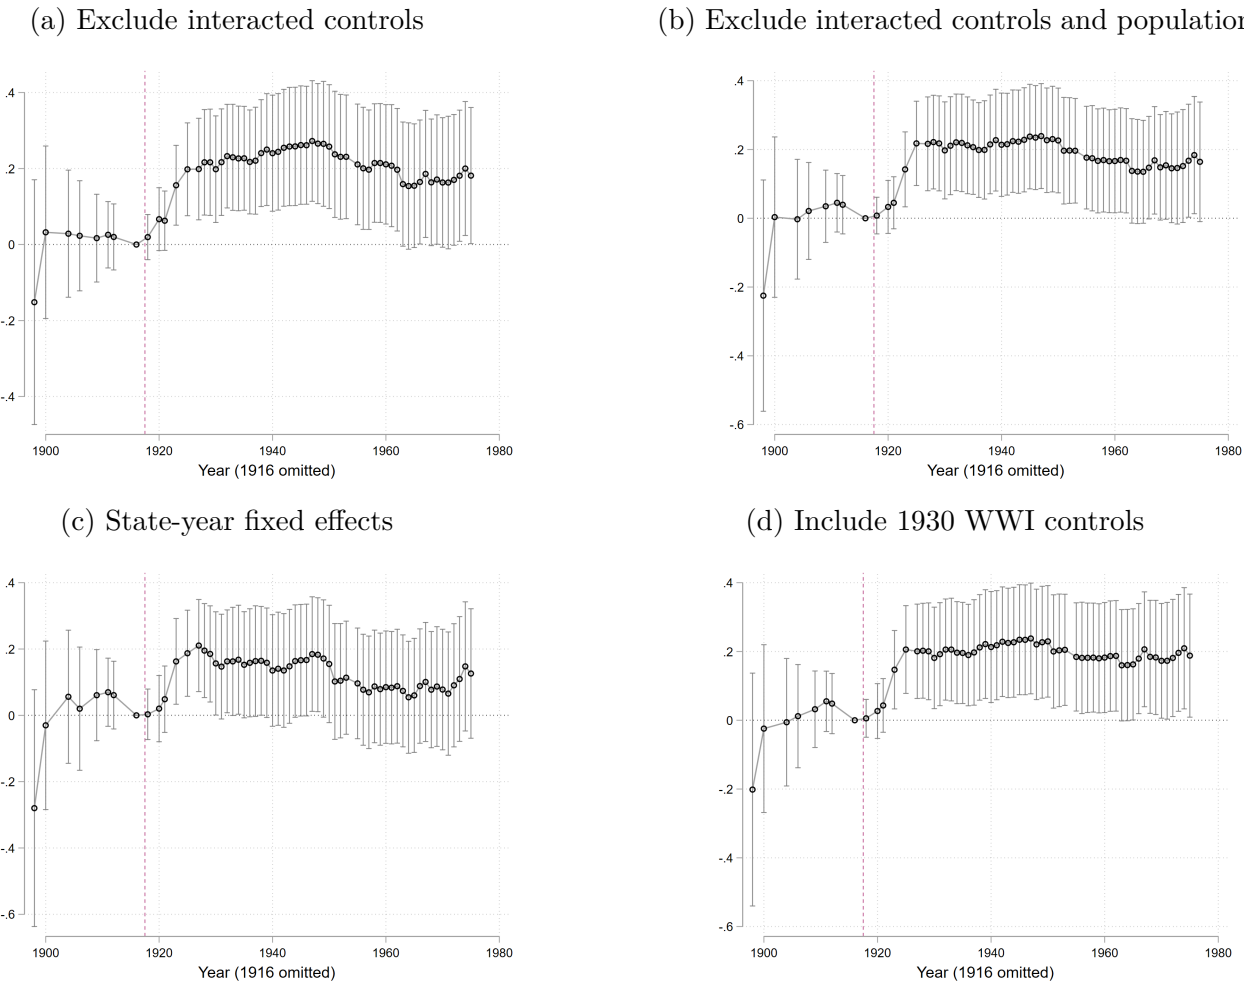 (a) Exclude interacted controls
.4
.2
0
-.2
-.4
1900 1920 1940 1960 1980
Year (1916 omitted)
(b) Exclude interacted controls and population
.4
.2
0
-.2
-.4
-.6
1900 1920 1940 1960 1980
Year (1916 omitted)
(c) State-year fixed effects
.4
.2
0
-.2
-.4
-.6
1900 1920 1940 1960 1980
Year (1916 omitted)
(d) Include 1930 WWI controls
.4
.2
0
-.2
-.4
-.6
1900 1920 1940 1960 1980
Year (1916 omitted)